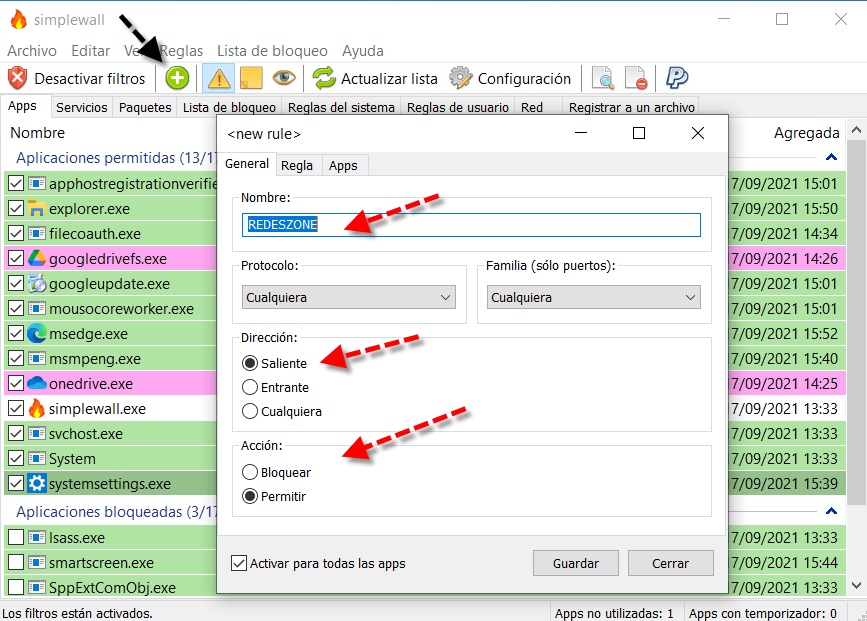 simplewall
Archivo Editar Ve Reglas Lista de bloqueo Ayuda
Desactivar filtros Actualizar lista Configuración
Apps Servicios Paquetes Lista de bloqueo Reglas del sistema Reglas de usuario Red Registrar a un archivo
Nombre Agregada
Aplicaciones permitidas (13/17
apphostregistrationverifie 7/09/2021 15:01
explorer.exe 7/09/2021 15:50
filecoauth.exe 7/09/2021 14:34
googledrivefs.exe 7/09/2021 14:26
googleupdate.exe 7/09/2021 15:01
mousocoreworker.exe 7/09/2021 15:01
msedge.exe 7/09/2021 15:52
msmpeng.exe 7/09/2021 15:40
onedrive.exe 7/09/2021 14:25
simplewall.exe 7/09/2021 13:33
svchost.exe 7/09/2021 13:33
System 7/09/2021 13:33
systemsettings.exe 7/09/2021 15:39
Aplicaciones bloqueadas (3/17
lsass.exe 7/09/2021 13:33
smartscreen.exe 7/09/2021 15:44
SppExtComObj.exe 7/09/2021 13:33
<new rule>
General Regla Apps
Nombre:
REDESZONE
Protocolo: Familia (sólo puertos):
Cualquiera Cualquiera
Dirección:
Saliente
Entrante
Cualquiera
Acción:
Bloquear
Permitir
Activar para todas las apps Guardar Cerrar
Los filtros están activados. Apps no utilizadas: 1 Apps con temporizador: 0